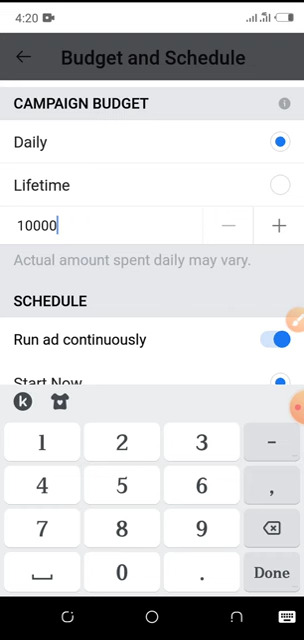 4:20
Budget and Schedule
CAMPAIGN BUDGET
Daily
Lifetime
10000
Actual amount spent daily may vary.
SCHEDULE
Run ad continuously
Start Now
k
1 2 3 -
4 5 6 ,
7 8 9
0 . Done